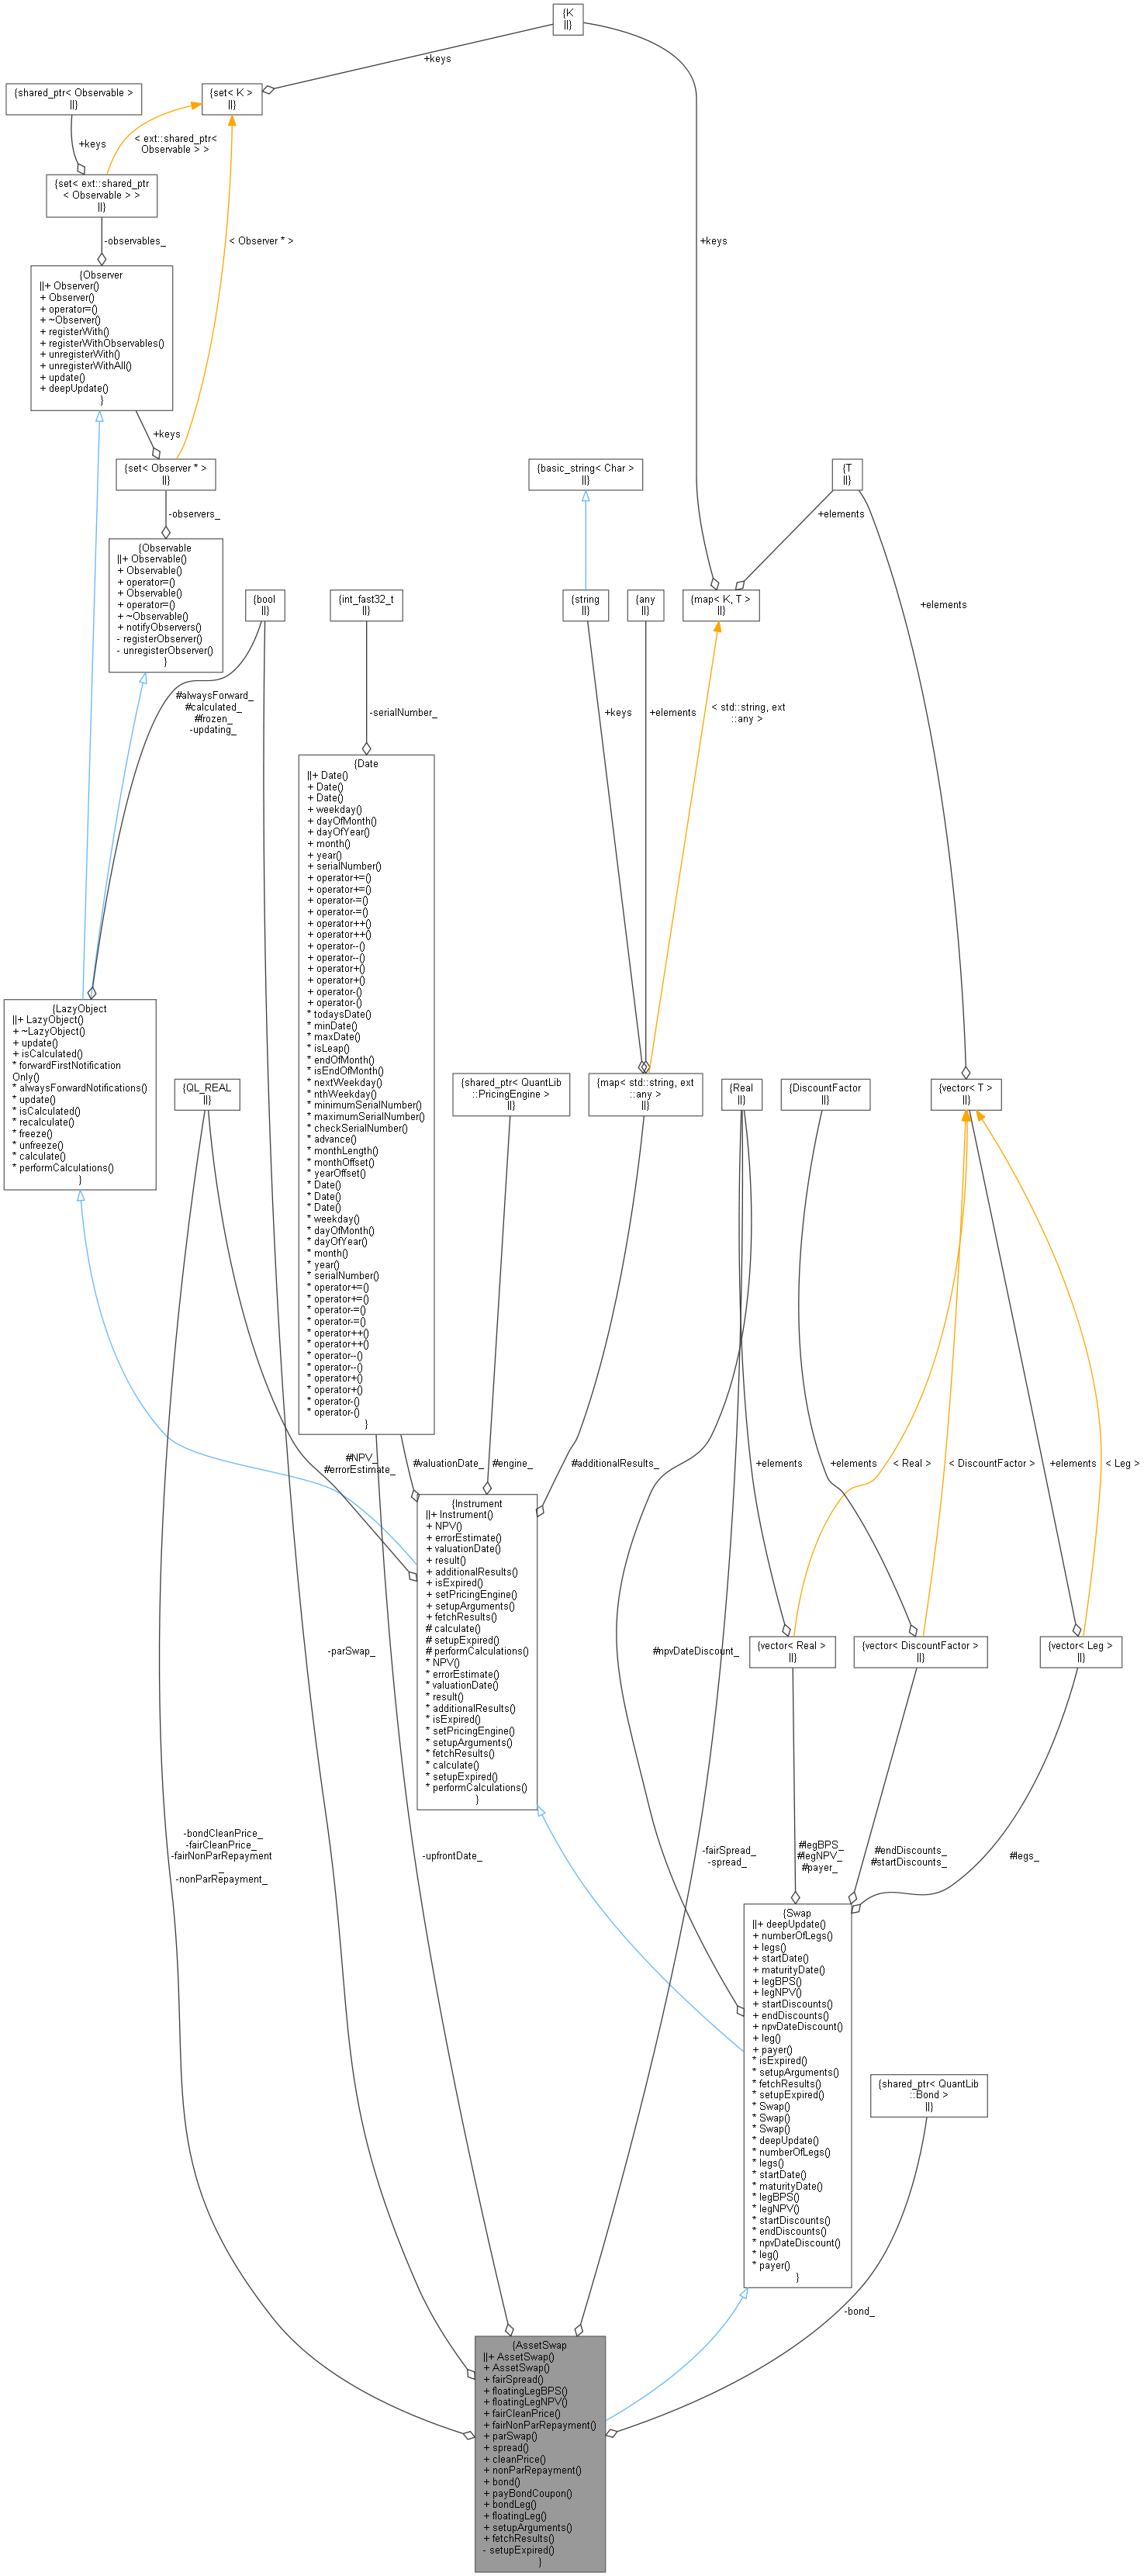 {K
||}
+keys
{shared_ptr< Observable >
||}
{set< K >
||}
+keys
< ext::shared_ptr<
Observable > >
{set< ext::shared_ptr
< Observable > >
||}
-observables_
< Observer * >
+keys
{Observer
||+ Observer()
+ Observer()
+ operator=()
+ ~Observer()
+ registerWith()
+ registerWithObservables()
+ unregisterWith()
+ unregisterWithAll()
+ update()
+ deepUpdate()
}
+keys
{set< Observer * >
||}
{basic_string< Char >
||}
{T
||}
-observers_
+elements
{Observable
||+ Observable()
+ Observable()
+ operator=()
+ Observable()
+ operator=()
+ ~Observable()
+ notifyObservers()
- registerObserver()
- unregisterObserver()
}
{bool
||}
{int_fast32_t
||}
{string
||}
{any
||}
{map< K, T >
||}
+elements
#alwaysForward_
#calculated_
#frozen_
-updating_
-serialNumber_
+keys
+elements
< std::string, ext
::any >
{Date
||+ Date()
+ Date()
+ Date()
+ weekday()
+ dayOfMonth()
+ dayOfYear()
+ month()
+ year()
+ serialNumber()
+ operator+=()
+ operator+=()
+ operator-=()
+ operator-=()
+ operator++()
+ operator++()
+ operator--()
+ operator--()
+ operator+()
+ operator+()
+ operator-()
+ operator-()
* todaysDate()
* minDate()
* maxDate()
* isLeap()
* endOfMonth()
* isEndOfMonth()
* nextWeekday()
* nthWeekday()
* minimumSerialNumber()
* maximumSerialNumber()
* checkSerialNumber()
* advance()
* monthLength()
* monthOffset()
* yearOffset()
* Date()
* Date()
* Date()
* weekday()
* dayOfMonth()
* dayOfYear()
* month()
* year()
* serialNumber()
* operator+=()
* operator+=()
* operator-=()
* operator-=()
* operator++()
* operator++()
* operator--()
* operator--()
* operator+()
* operator+()
* operator-()
* operator-()
}
{LazyObject
||+ LazyObject()
+ ~LazyObject()
+ update()
+ isCalculated()
* forwardFirstNotification
Only()
* alwaysForwardNotifications()
* update()
* isCalculated()
* recalculate()
* freeze()
* unfreeze()
* calculate()
* performCalculations()
}
{QL_REAL
||}
{shared_ptr< QuantLib
::PricingEngine >
||}
{map< std::string, ext
::any >
||}
{Real
||}
{DiscountFactor
||}
{vector< T >
||}
#NPV_
#errorEstimate_
#valuationDate_
#engine_
#additionalResults_
+elements
+elements
< Real >
< DiscountFactor >
+elements
< Leg >
{Instrument
||+ Instrument()
+ NPV()
+ errorEstimate()
+ valuationDate()
+ result()
+ additionalResults()
+ isExpired()
+ setPricingEngine()
+ setupArguments()
+ fetchResults()
# calculate()
# setupExpired()
# performCalculations()
* NPV()
* errorEstimate()
* valuationDate()
* result()
* additionalResults()
* isExpired()
* setPricingEngine()
* setupArguments()
* fetchResults()
* calculate()
* setupExpired()
* performCalculations()
}
-parSwap_
#npvDateDiscount_
{vector< Real >
||}
{vector< DiscountFactor >
||}
{vector< Leg >
||}
-bondCleanPrice_
-fairCleanPrice_
-fairNonParRepayment
_
-nonParRepayment_
-upfrontDate_
-fairSpread_
-spread_
#legBPS_
#legNPV_
#payer_
#endDiscounts_
#startDiscounts_
#legs_
{Swap
||+ deepUpdate()
+ numberOfLegs()
+ legs()
+ startDate()
+ maturityDate()
+ legBPS()
+ legNPV()
+ startDiscounts()
+ endDiscounts()
+ npvDateDiscount()
+ leg()
+ payer()
* isExpired()
* setupArguments()
* fetchResults()
* setupExpired()
* Swap()
* Swap()
* Swap()
* deepUpdate()
* numberOfLegs()
* legs()
* startDate()
* maturityDate()
* legBPS()
* legNPV()
* startDiscounts()
* endDiscounts()
* npvDateDiscount()
* leg()
* payer()
}
{shared_ptr< QuantLib
::Bond >
||}
-bond_
{AssetSwap
||+ AssetSwap()
+ AssetSwap()
+ fairSpread()
+ floatingLegBPS()
+ floatingLegNPV()
+ fairCleanPrice()
+ fairNonParRepayment()
+ parSwap()
+ spread()
+ cleanPrice()
+ nonParRepayment()
+ bond()
+ payBondCoupon()
+ bondLeg()
+ floatingLeg()
+ setupArguments()
+ fetchResults()
- setupExpired()
}